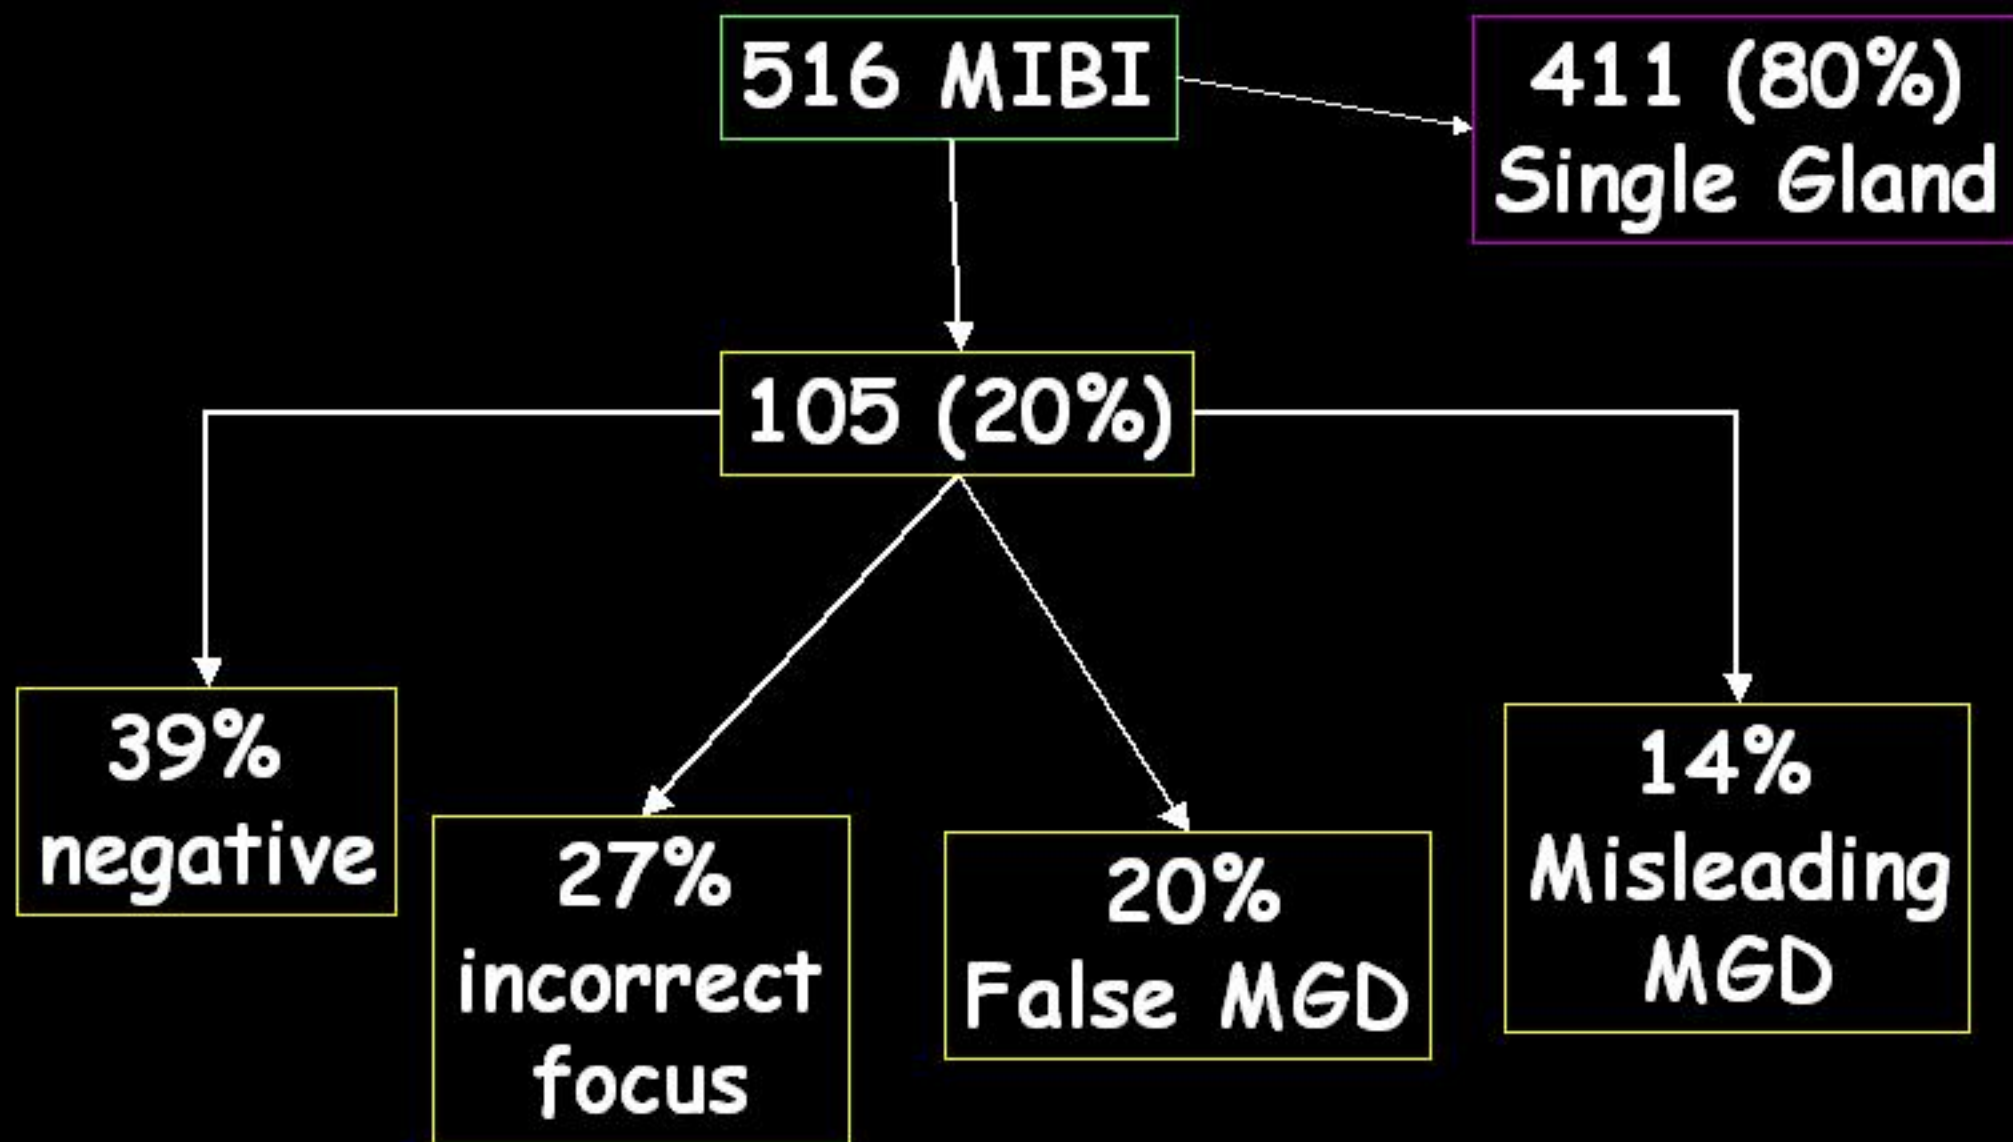 516 MIBI
411 (80%)
Single Gland
105 (20%)
39%
negative
27%
incorrect
focus
20%
False MGD
14%
Misleading
MGD